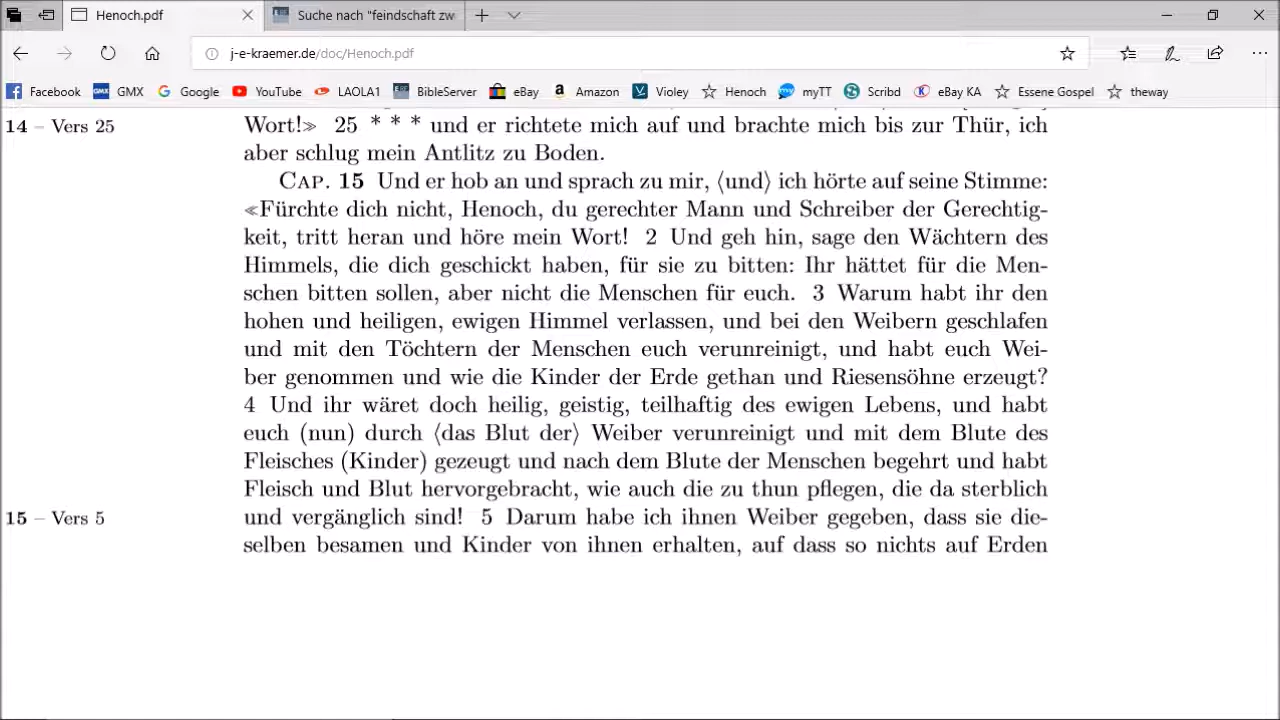 Henoch.pdf
Suche nach "feindschaft zw
j-e-kraemer.de/doc/Henoch.pdf
Facebook GMX Google YouTube LAOLA1 BibleServer eBay Amazon Violey Henoch myTT Scribd eBay KA Essene Gospel theway
14 – Vers 25
Wort!≫ 25 * * * und er richtete mich auf und brachte mich bis zur Thür, ich
aber schlug mein Antlitz zu Boden.
CAP. 15 Und er hob an und sprach zu mir, ⟨und⟩ ich hörte auf seine Stimme:
≪Fürchte dich nicht, Henoch, du gerechter Mann und Schreiber der Gerechtig-
keit, tritt heran und höre mein Wort! 2 Und geh hin, sage den Wächtern des
Himmels, die dich geschickt haben, für sie zu bitten: Ihr hättet für die Men-
schen bitten sollen, aber nicht die Menschen für euch. 3 Warum habt ihr den
hohen und heiligen, ewigen Himmel verlassen, und bei den Weibern geschlafen
und mit den Töchtern der Menschen euch verunreinigt, und habt euch Wei-
ber genommen und wie die Kinder der Erde gethan und Riesensöhne erzeugt?
4 Und ihr wäret doch heilig, geistig, teilhaftig des ewigen Lebens, und habt
euch (nun) durch ⟨das Blut der⟩ Weiber verunreinigt und mit dem Blute des
Fleisches (Kinder) gezeugt und nach dem Blute der Menschen begehrt und habt
Fleisch und Blut hervorgebracht, wie auch die zu thun pflegen, die da sterblich
15 – Vers 5
und vergänglich sind! 5 Darum habe ich ihnen Weiber gegeben, dass sie die-
selben besamen und Kinder von ihnen erhalten, auf dass so nichts auf Erden